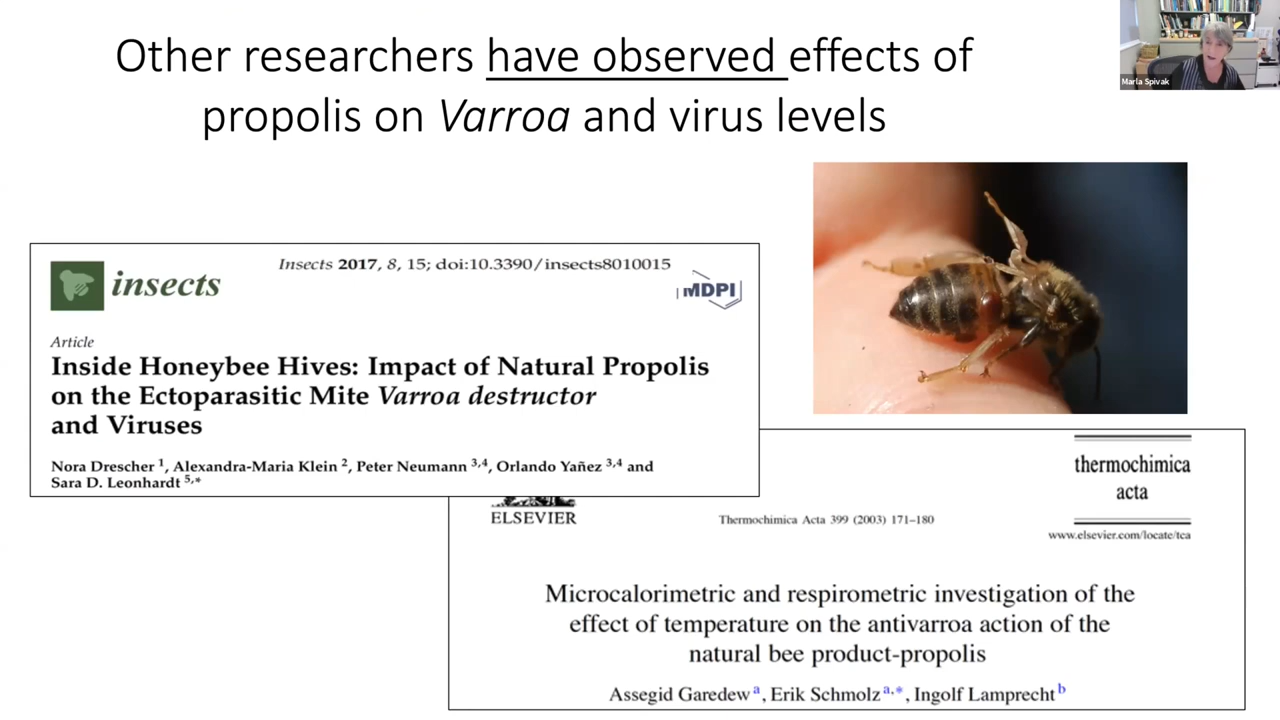 Other researchers have observed effects of
propolis on Varroa and virus levels
Marla Spivak
insects
Insects 2017, 8, 15; doi:10.3390/insects8010015
MDPI
Article
Inside Honeybee Hives: Impact of Natural Propolis
on the Ectoparasitic Mite Varroa destructor
and Viruses
Nora Drescher 1, Alexandra-Maria Klein 2, Peter Neumann 3,4, Orlando Yañez 3,4 and
Sara D. Leonhardt 5,*
ELSEVIER
Thermochimica Acta 399 (2003) 171–180
thermochimica
acta
www.elsevier.com/locate/tca
Microcalorimetric and respirometric investigation of the
effect of temperature on the antivarroa action of the
natural bee product-propolis
Assegid Garedew a, Erik Schmolz a,*, Ingolf Lamprecht b